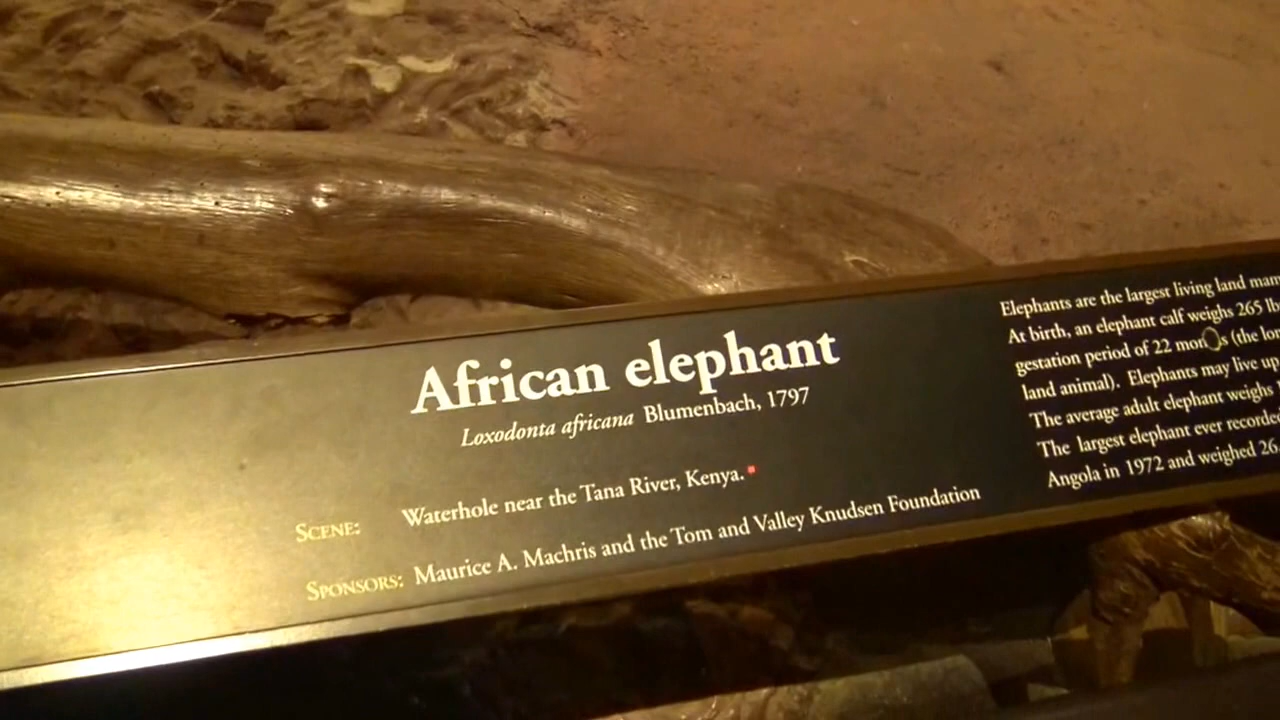 African elephant
Loxodonta africana Blumenbach, 1797
SCENE: Waterhole near the Tana River, Kenya.
SPONSORS: Maurice A. Machris and the Tom and Valley Knudsen Foundation
Elephants are the largest living land
At birth, an elephant calf weighs 265
gestation period of 22 (the
land animal). Elephants may live up
The average adult elephant weighs
The largest elephant ever recorded
Angola in 1972 and weighed